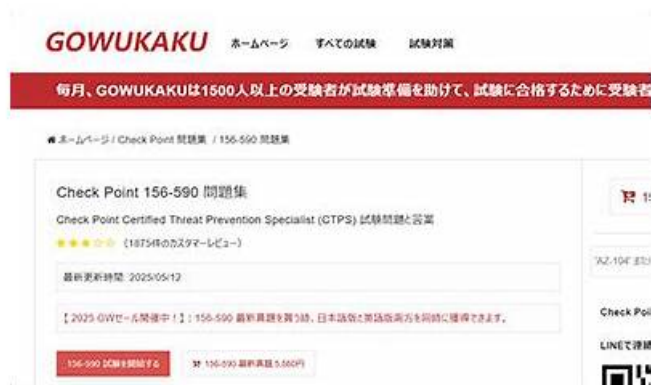 GOWUKAKU
ホームページ すべての試験 試験対策
毎月、GOWUKAKUは1500人以上の受験者が試験準備を助けて、試験に合格するために受験者
ホームページ / Check Point 問題集 / 156-590 問題集
Check Point 156-590 問題集
Check Point Certified Threat Prevention Specialist (CTPS) 試験問題と答案
(1875件のカスタマーレビュー)
最新更新時間: 2025/05/12
【2025 GWセール開催中!】: 156-590 最新真題を買う時、日本語版と英語版両方を同時に獲得できます。
156-590 試験を開始する
156-590 最新真題 5,660円
"AZ-104" また
Check Poi
LINEで連絡